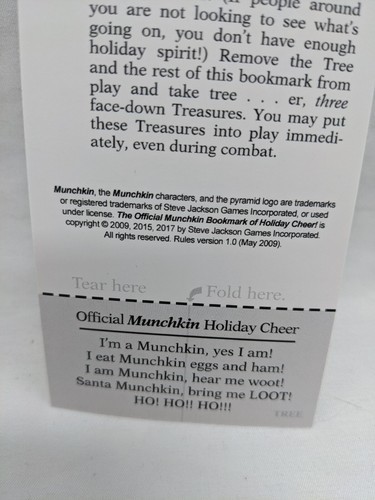 people around
you are not looking to see what's
going on, you don't have enough
holiday spirit!) Remove the Tree
and the rest of this bookmark from
play and take tree . . . er, three
face-down Treasures. You may put
these Treasures into play immedi-
ately, even during combat.
Munchkin, the Munchkin characters, and the pyramid logo are trademarks
or registered trademarks of Steve Jackson Games Incorporated, or used
under license. The Official Munchkin Bookmark of Holiday Cheer! is
copyright © 2009, 2015, 2017 by Steve Jackson Games Incorporated.
All rights reserved. Rules version 1.0 (May 2009).
Tear here
Fold here.
Official Munchkin Holiday Cheer
I'm a Munchkin, yes I am!
I eat Munchkin eggs and ham!
I am Munchkin, hear me woot!
Santa Munchkin, bring me LOOT!
HO! HO!! HO!!!
TREE